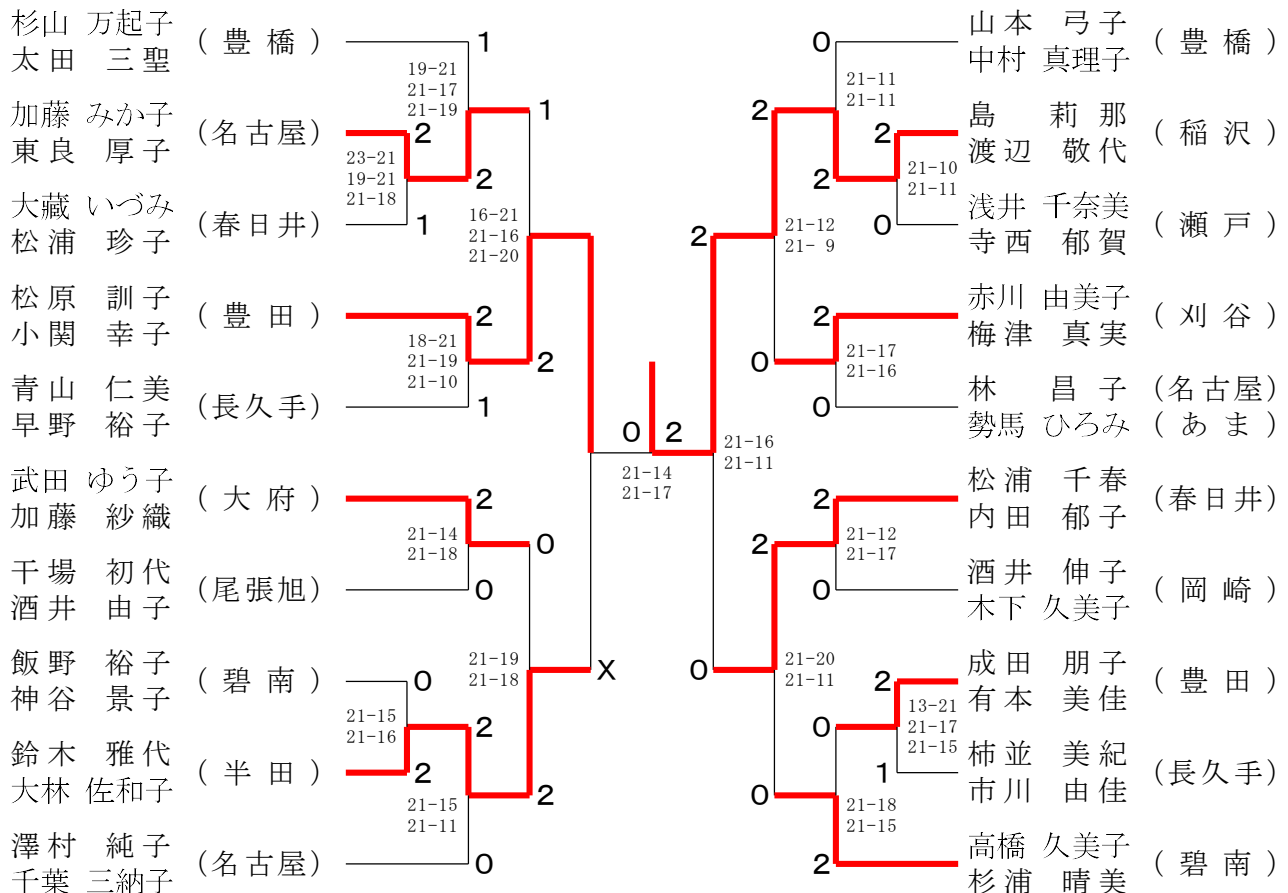 杉山 万起子
太田 三聖
(豊橋)
加藤 みか子
東良 厚子
(名古屋)
大藏 いづみ
松浦 珍子
(春日井)
松原 訓子
小関 幸子
(豊田)
青山 仁美
早野 裕子
(長久手)
武田 ゆう子
加藤 紗織
(大府)
干場 初代
酒井 由子
(尾張旭)
飯野 裕子
神谷 景子
(碧南)
鈴木 雅代
大林 佐和子
(半田)
澤村 純子
千葉 三納子
(名古屋)
1
19-21
21-17
21-19
2
23-21
19-21
21-18
1
2
1
16-21
21-16
21-20
2
18-21
21-19
21-10
1
2
2
21-14
21-18
0
0
21-19
21-18
X
0
21-15
21-16
2
2
21-15
21-11
0
2
0 2
21-14
21-17
0
21-11
21-11
2
2
21-10
21-11
0
2
21-12
21- 9
2
2
21-17
21-16
0
0
21-16
21-11
2
21-12
21-17
0
2
21-20
21-11
0
2
13-21
21-17
21-15
1
0
21-18
21-15
2
0
山本 弓子
中村 真理子
(豊橋)
島 莉那
渡辺 敬代
(稲沢)
浅井 千奈美
寺西 郁賀
(瀬戸)
赤川 由美子
梅津 真実
(刈谷)
林 昌子 (名古屋)
勢馬 ひろみ (あま)
松浦 千春
内田 郁子
(春日井)
酒井 伸子
木下 久美子
(岡崎)
成田 朋子
有本 美佳
(豊田)
柿並 美紀
市川 由佳
(長久手)
高橋 久美子
杉浦 晴美
(碧南)